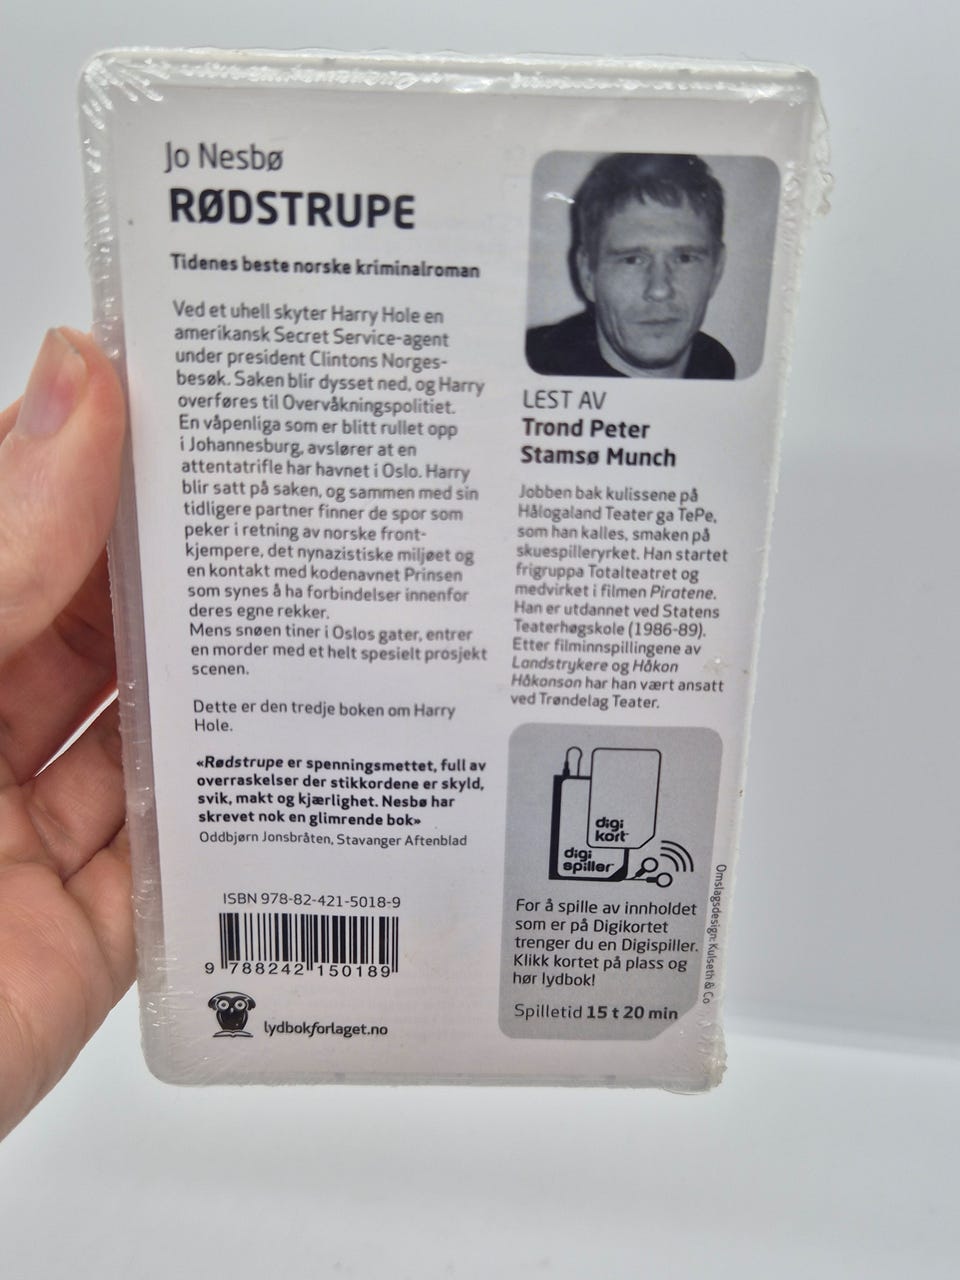 Jo Nesbø
RØDSTRUPE
Tidenes beste norske kriminalroman
Ved et uhell skyter Harry Hole en
amerikansk Secret Service-agent
under president Clintons Norges-
besøk. Saken blir dysset ned, og Harry
overføres til Overvåkningspolitiet.
En våpenliga som er blitt rullet opp
i Johannesburg, avslører at en
attentatrifle har havnet i Oslo. Harry
blir satt på saken, og sammen med sin
tidligere partner finner de spor som
peker i retning av norske front-
kjempere, det nynazistiske miljøet og
en kontakt med kodenavnet Prinsen
som synes å ha forbindelser innenfor
deres egne rekker.
Mens snøen tiner i Oslos gater, entrer
en morder med et helt spesielt prosjekt
scenen.
Dette er den tredje boken om Harry
Hole.
«Rødstrupe er spenningsmettet, full av
overraskelser der stikkordene er skyld,
svik, makt og kjærlighet. Nesbø har
skrevet nok en glimrende bok»
Oddbjørn Jonsbråten, Stavanger Aftenblad
ISBN 978-82-421-5018-9
9 788242 150189
lydbokforlaget.no
LEST AV
Trond Peter
Stamsø Munch
Jobben bak kulissene på
Hålogaland Teater ga TePe,
som han kalles, smaken på
skuespilleryrket. Han startet
frigruppa Totalteatret og
medvirket i filmen Piratene.
Han er utdannet ved Statens
Teaterhøgskole (1986-89).
Etter filminnspillingene av
Landstrykere og Håkon
Håkonson har han vært ansatt
ved Trøndelag Teater.
digi
kort
digi
spiller
For å spille av innholdet
som er på Digikortet
trenger du en Digispiller.
Klikk kortet på plass og
hør lydbok!
Spilletid 15 t 20 min
Omslagsdesign: Kulseth & Co